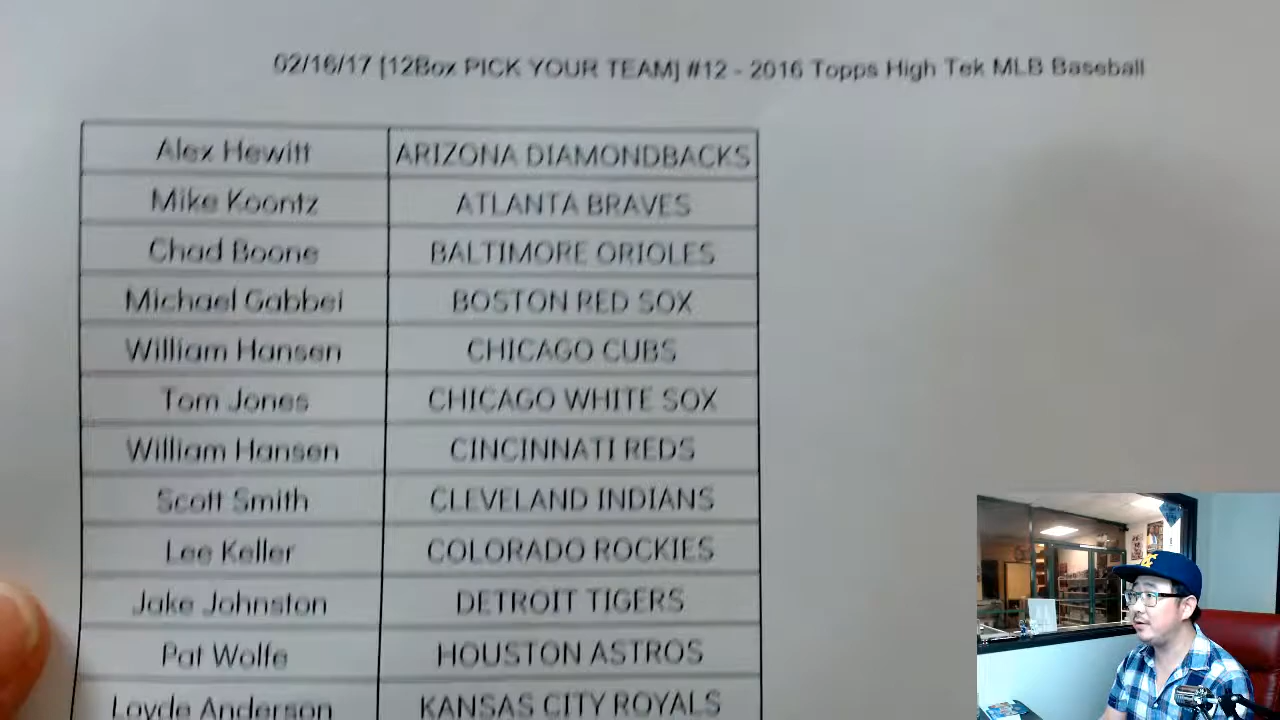 02/16/17 [12Box PICK YOUR TEAM] #12 - 2016 Topps High Tek MLB Baseball
Alex Hewitt ARIZONA DIAMONDBACKS
Mike Koontz ATLANTA BRAVES
Chad Boone BALTIMORE ORIOLES
Michael Gabbei BOSTON RED SOX
William Hansen CHICAGO CUBS
Tom Jones CHICAGO WHITE SOX
William Hansen CINCINNATI REDS
Scott Smith CLEVELAND INDIANS
Lee Keller COLORADO ROCKIES
Jake Johnston DETROIT TIGERS
Pat Wolfe HOUSTON ASTROS
Loyde Anderson KANSAS CITY ROYALS